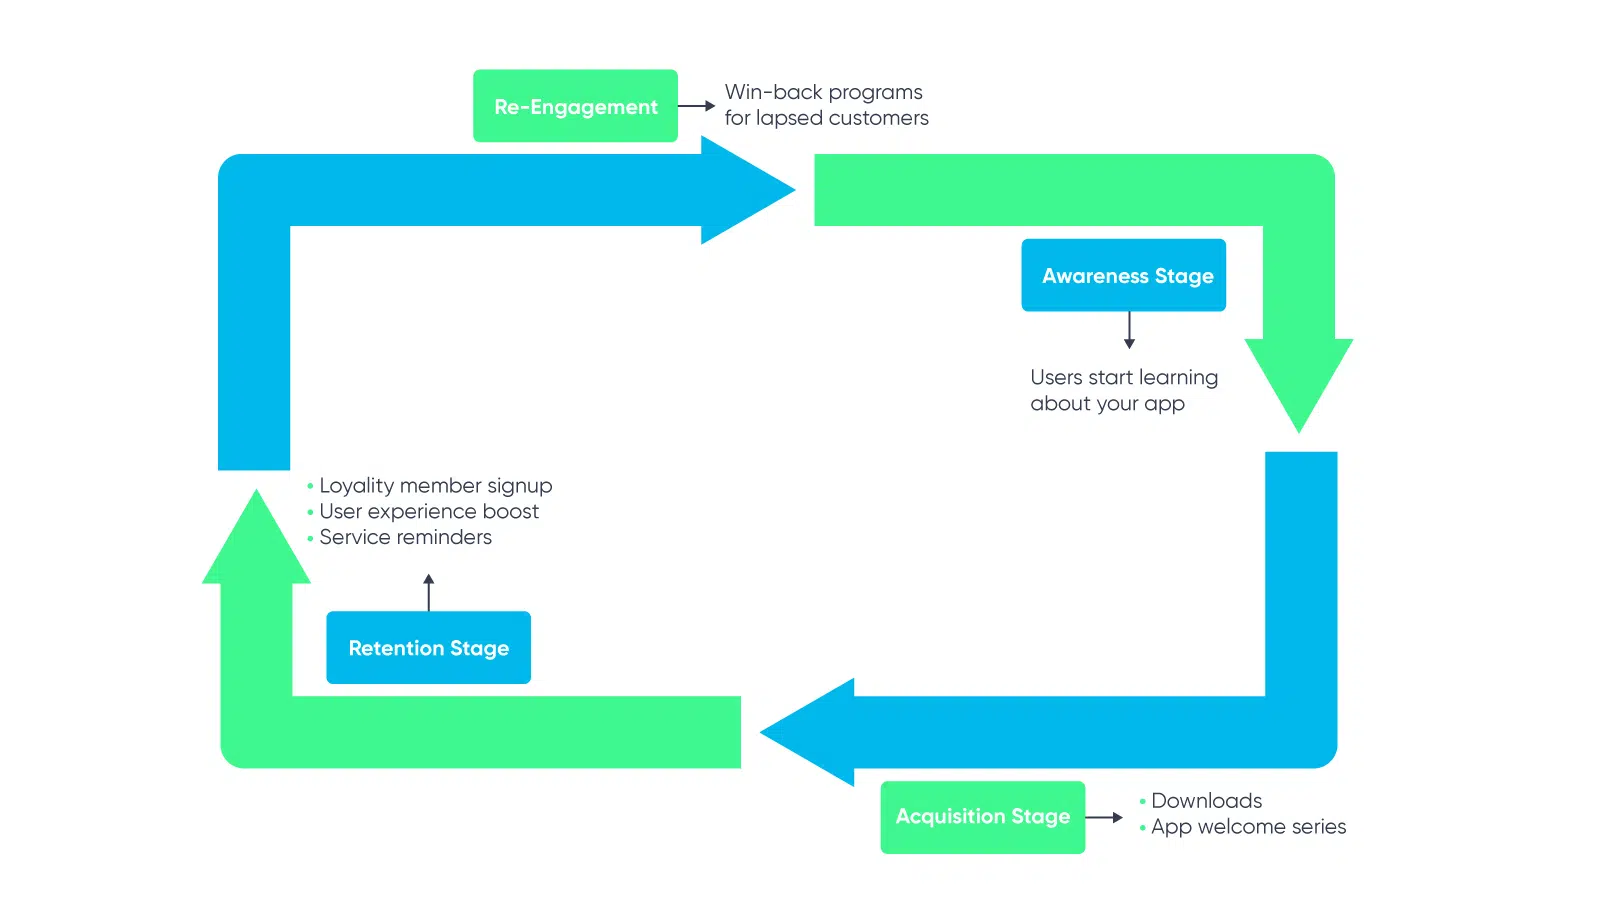 Re-Engagement
Win-back programs
for lapsed customers
Awareness Stage
Users start learning
about your app
• Loyality member signup
• User experience boost
• Service reminders
Retention Stage
Acquisition Stage
• Downloads
• App welcome series